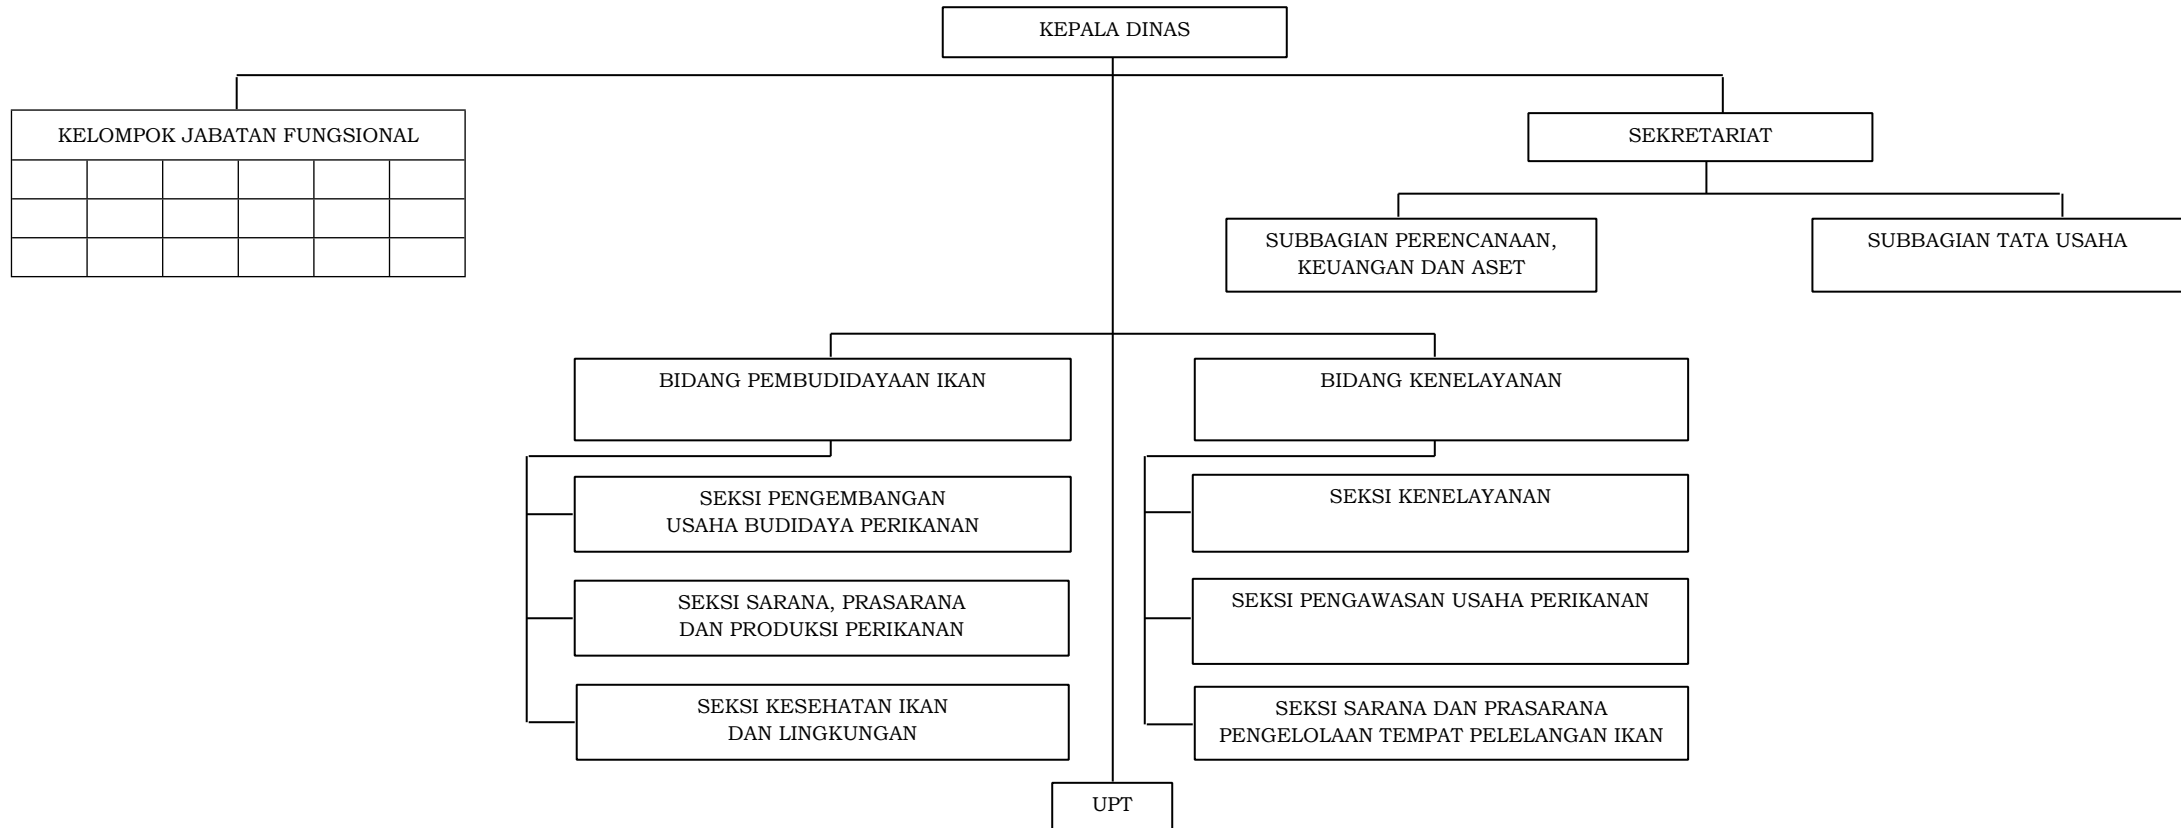 KEPALA DINAS
KELOMPOK JABATAN FUNGSIONAL
SEKRETARIAT
SUBBAGIAN PERENCANAAN,
KEUANGAN DAN ASET
SUBBAGIAN TATA USAHA
BIDANG PEMBUDIDAYAAN IKAN
SEKSI PENGEMBANGAN
USAHA BUDIDAYA PERIKANAN
SEKSI SARANA, PRASARANA
DAN PRODUKSI PERIKANAN
SEKSI KESEHATAN IKAN
DAN LINGKUNGAN
BIDANG KENELAYANAN
SEKSI KENELAYANAN
SEKSI PENGAWASAN USAHA PERIKANAN
SEKSI SARANA DAN PRASARANA
PENGELOLAAN TEMPAT PELELANGAN IKAN
UPT